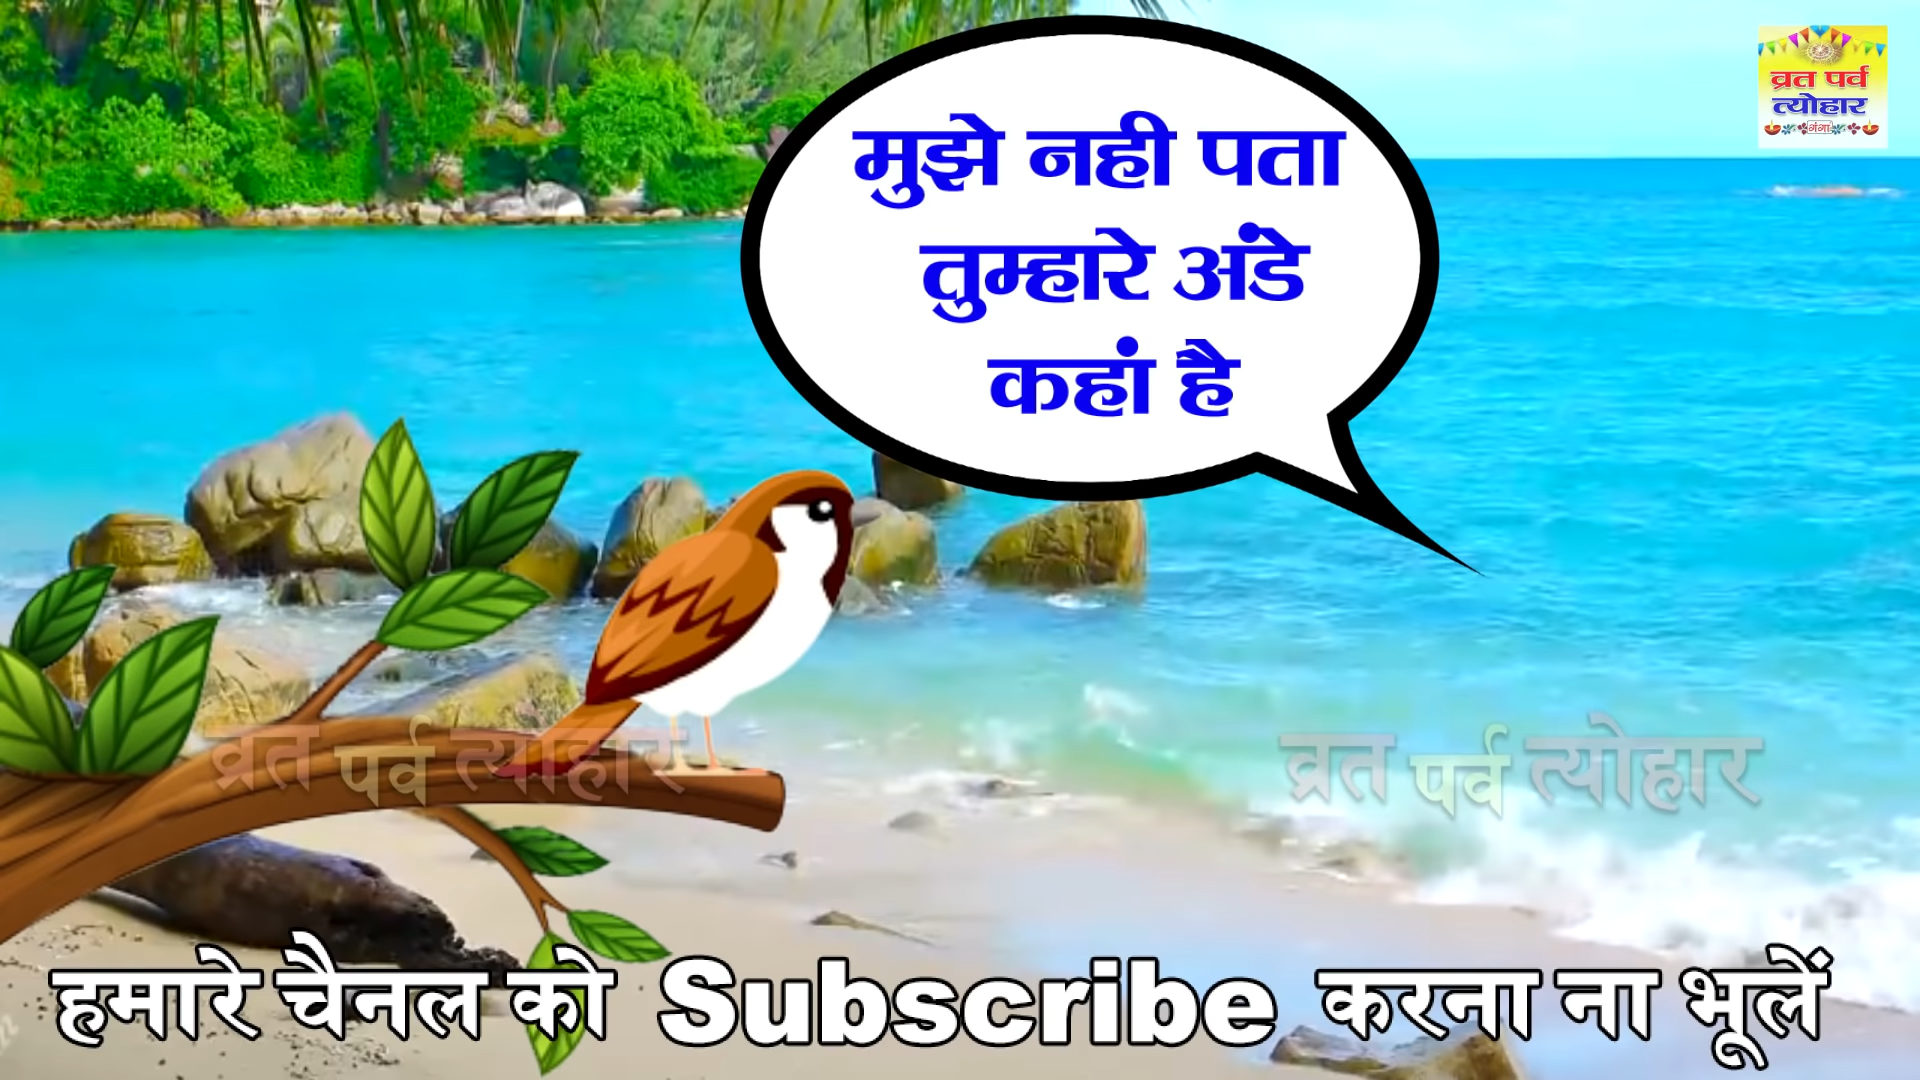 व्रत पर्व
त्योहार
गंगा
मुझे नही पता
तुम्हारे अंडे
कहां है
व्रत पर्व त्योहार
व्रत पर्व त्योहार
हमारे चैनल को Subscribe करना ना भूलें